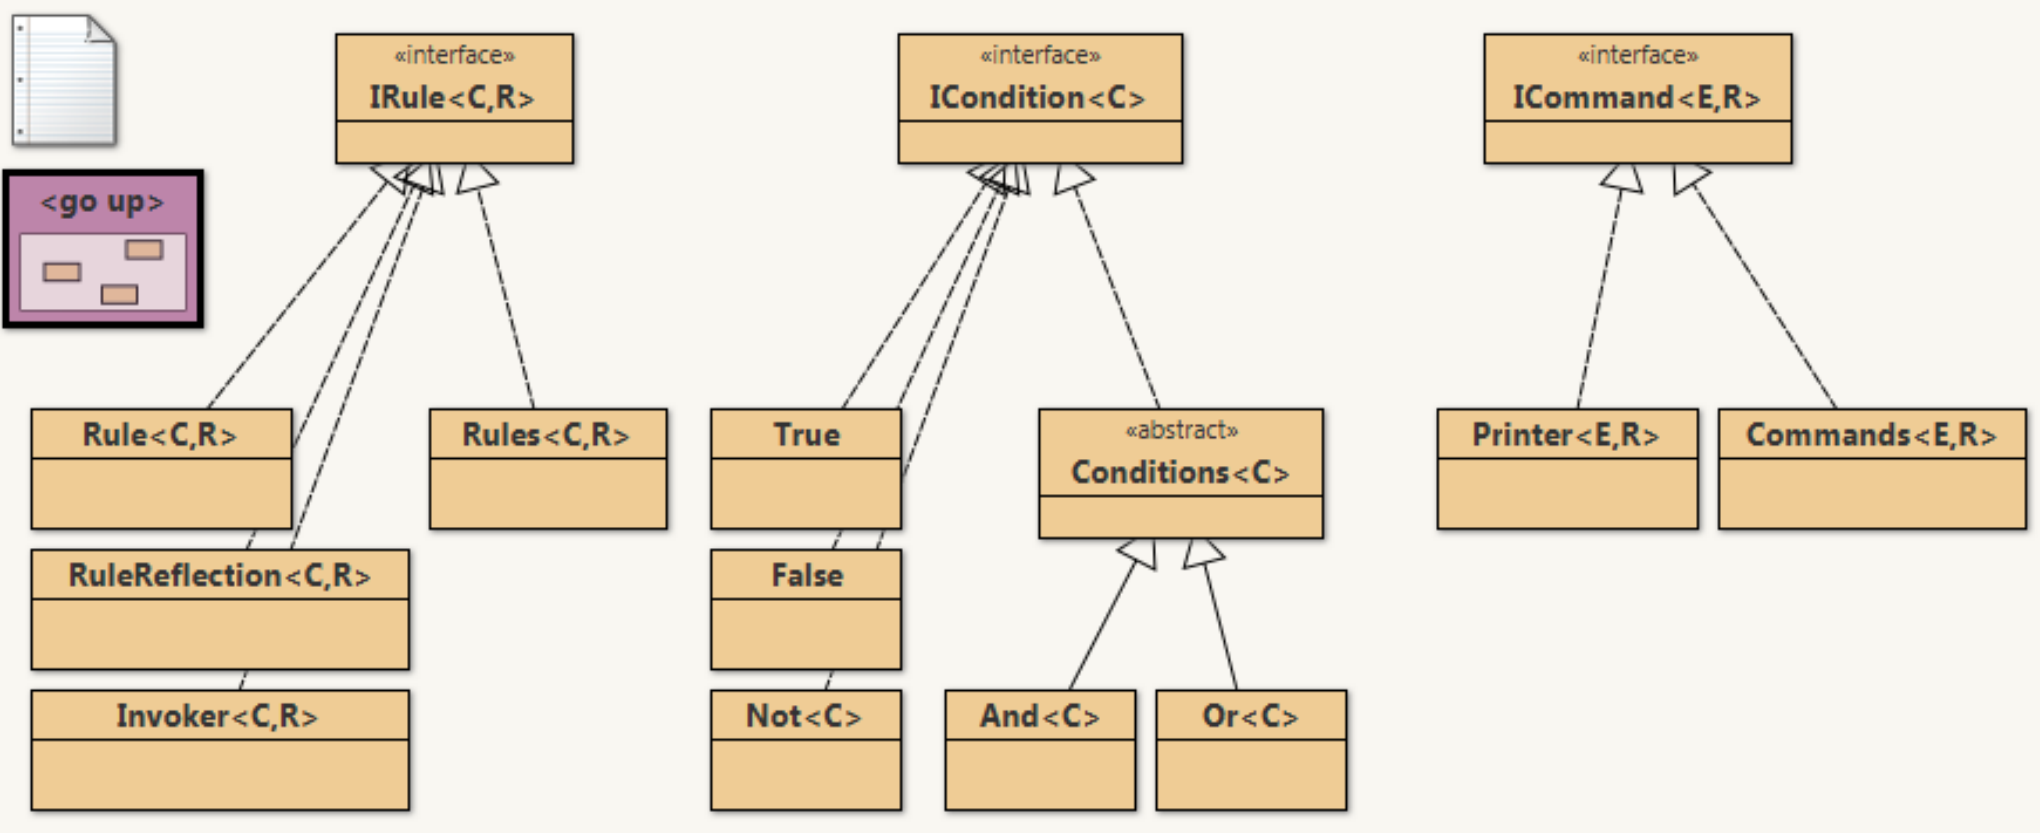 «interface»
IRule<C,R>
«interface»
ICondition<C>
«interface»
ICommand<E,R>
<go up>
Rule<C,R>
Rules<C,R>
True
«abstract»
Conditions<C>
Printer<E,R>
Commands<E,R>
RuleReflection<C,R>
False
Invoker<C,R>
Not<C>
And<C>
Or<C>